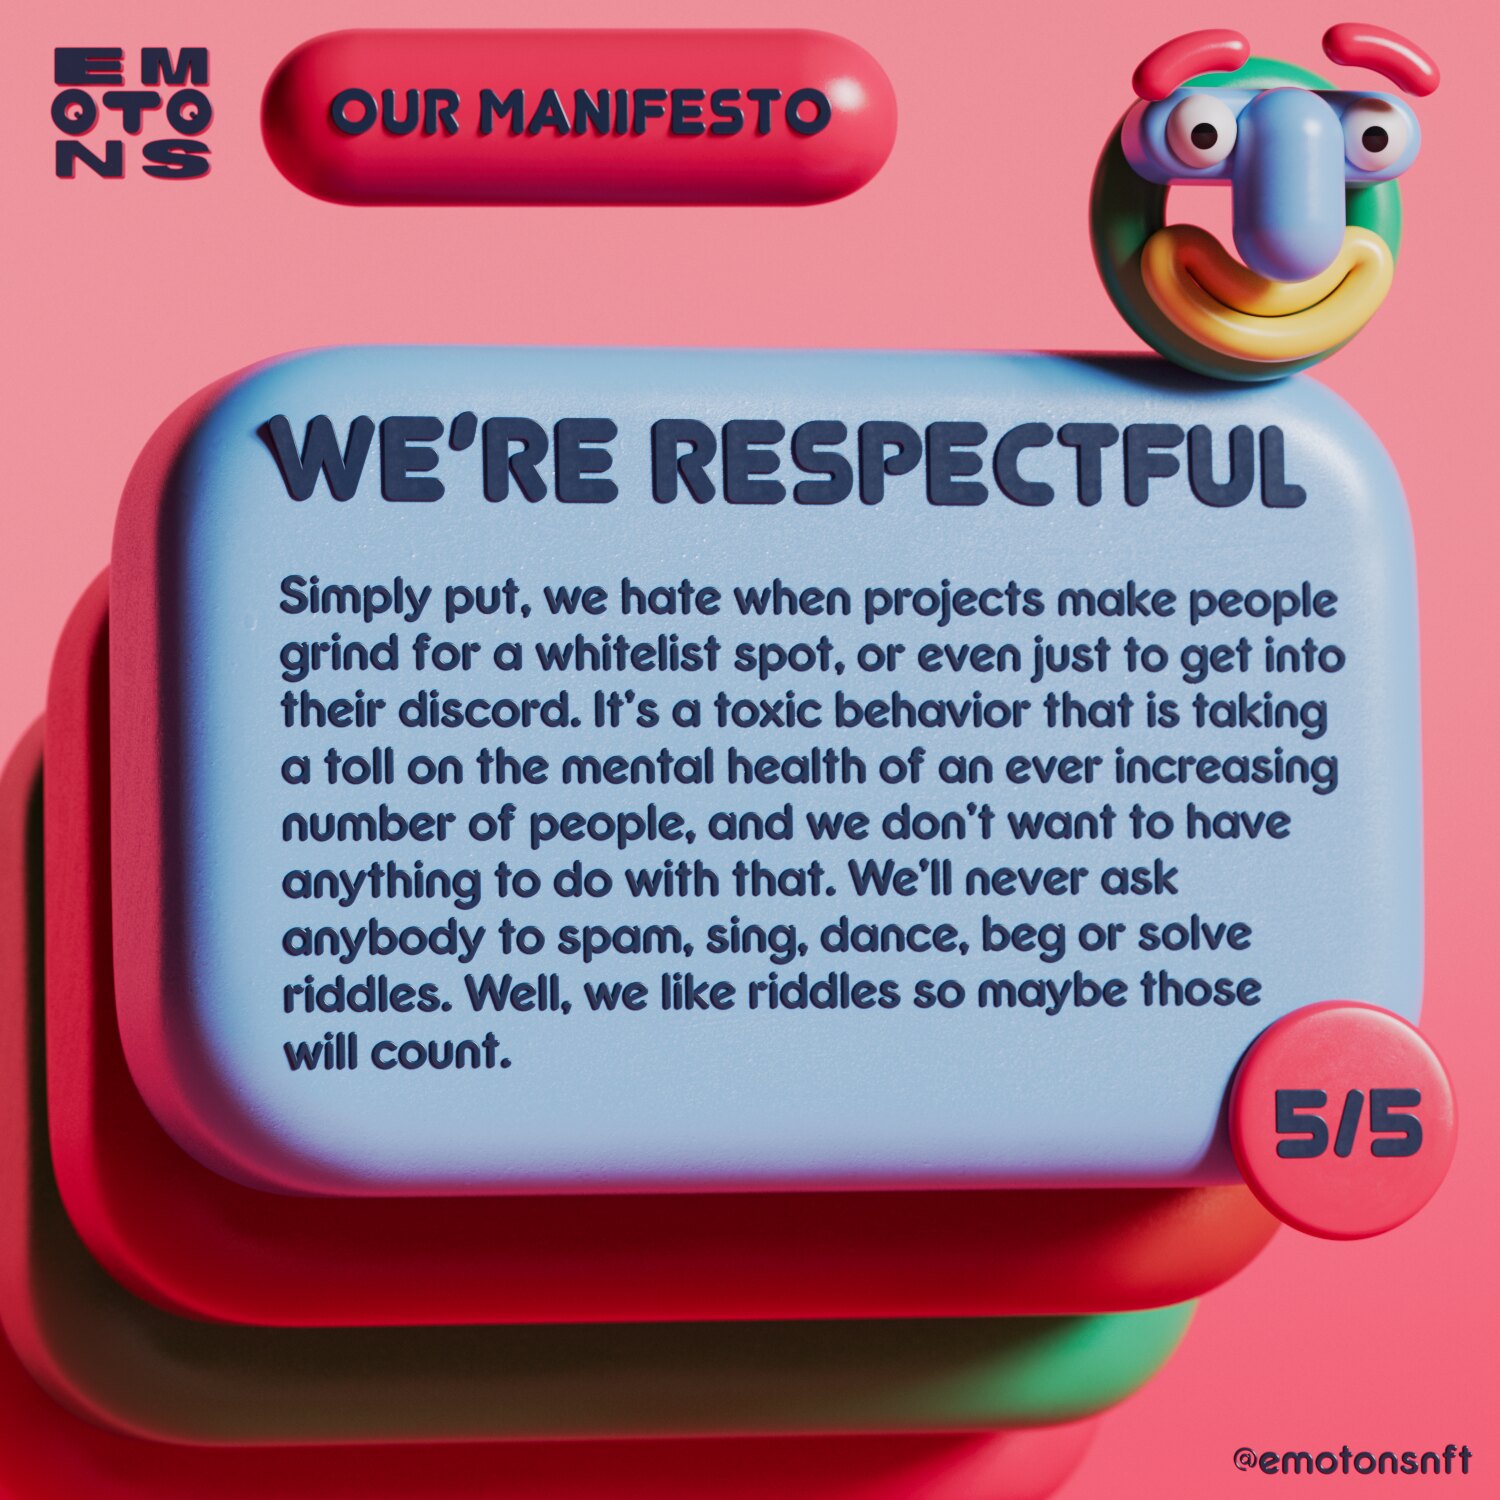 EM
OTO
NS
OUR MANIFESTO
WE'RE RESPECTFUL
Simply put, we hate when projects make people
grind for a whitelist spot, or even just to get into
their discord. It's a toxic behavior that is taking
a toll on the mental health of an ever increasing
number of people, and we don't want to have
anything to do with that. We'll never ask
anybody to spam, sing, dance, beg or solve
riddles. Well, we like riddles so maybe those
will count.
5/5
@emotonsnft